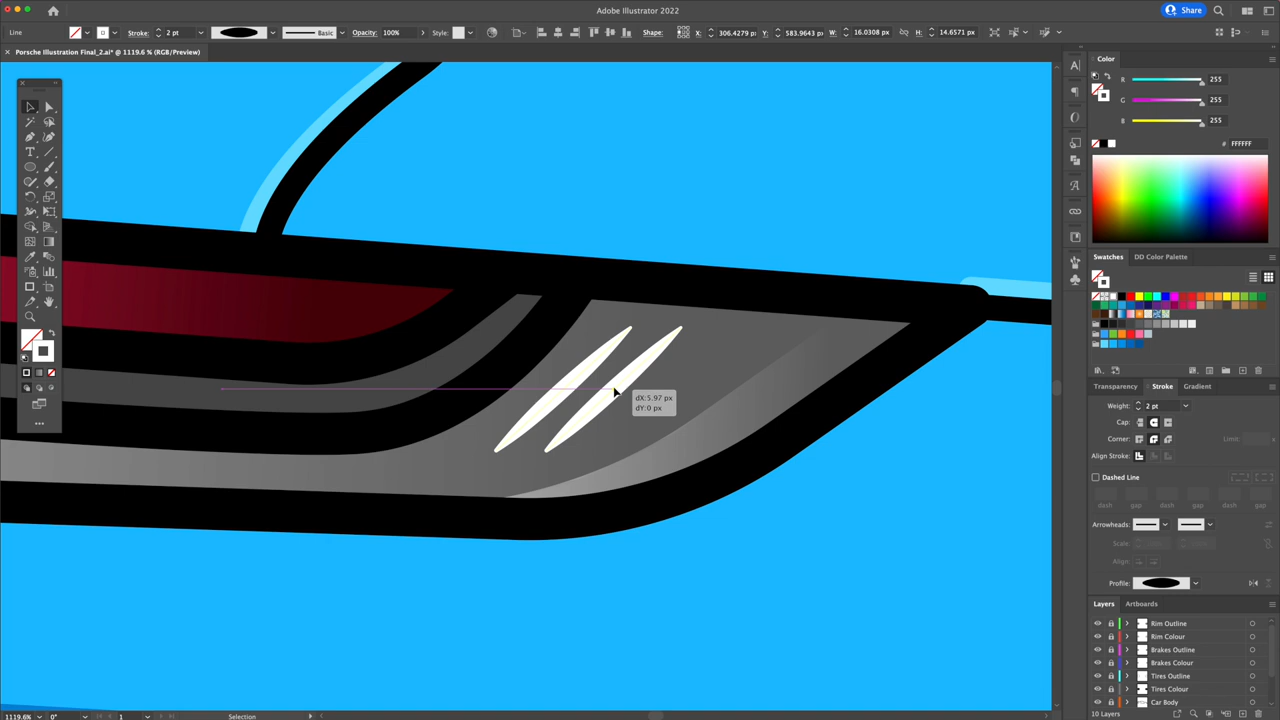 Adobe Illustrator 2022
Share
Line
Stroke:
2 pt
Basic
Opacity:
100%
Style:
Shape:
X:
306.4279 px
Y:
583.9643 px
W:
16.0308 px
H:
14.6571 px
Porsche Illustration Final_2.ai* @ 1119.6 % (RGB/Preview)
Color
R
255
G
255
B
255
#
FFFFFF
Swatches
DD Color Palette
Transparency
Stroke
Gradient
Weight:
2 pt
Cap:
Corner:
Limit:
Align Stroke:
Dashed Line
dash
gap
dash
gap
dash
gap
Arrowheads:
Scale:
Align:
Profile:
dX:5.97 px
dY:0 px
Layers
Artboards
Rim Outline
Rim Colour
Brakes Outline
Brakes Colour
Tires Outline
Tires Colour
Car Body
10 Layers
1119.6%
0°
1
Selection